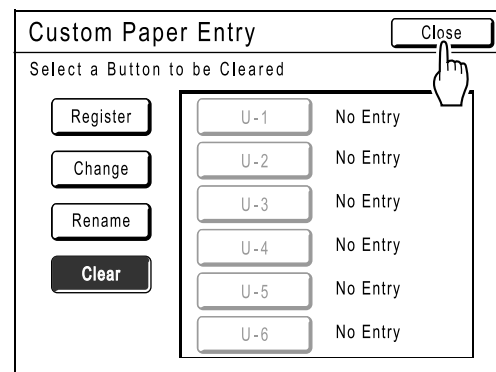 Custom Paper Entry
Close
Select a Button to be Cleared
Register
Change
Rename
Clear
U-1 No Entry
U-2 No Entry
U-3 No Entry
U-4 No Entry
U-5 No Entry
U-6 No Entry